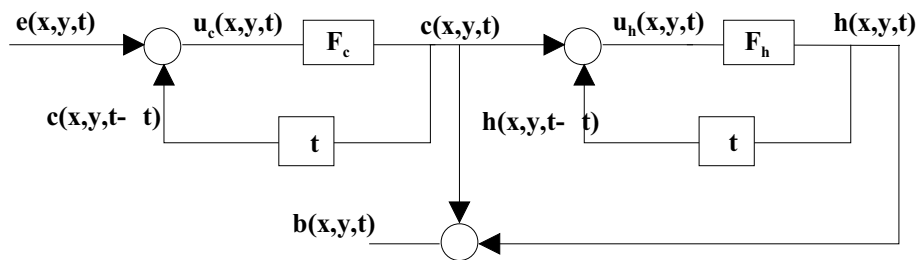 e(x,y,t)
u_c(x,y,t)
F_c
c(x,y,t)
u_h(x,y,t)
F_h
h(x,y,t)
c(x,y,t- t)
t
h(x,y,t- t)
t
b(x,y,t)